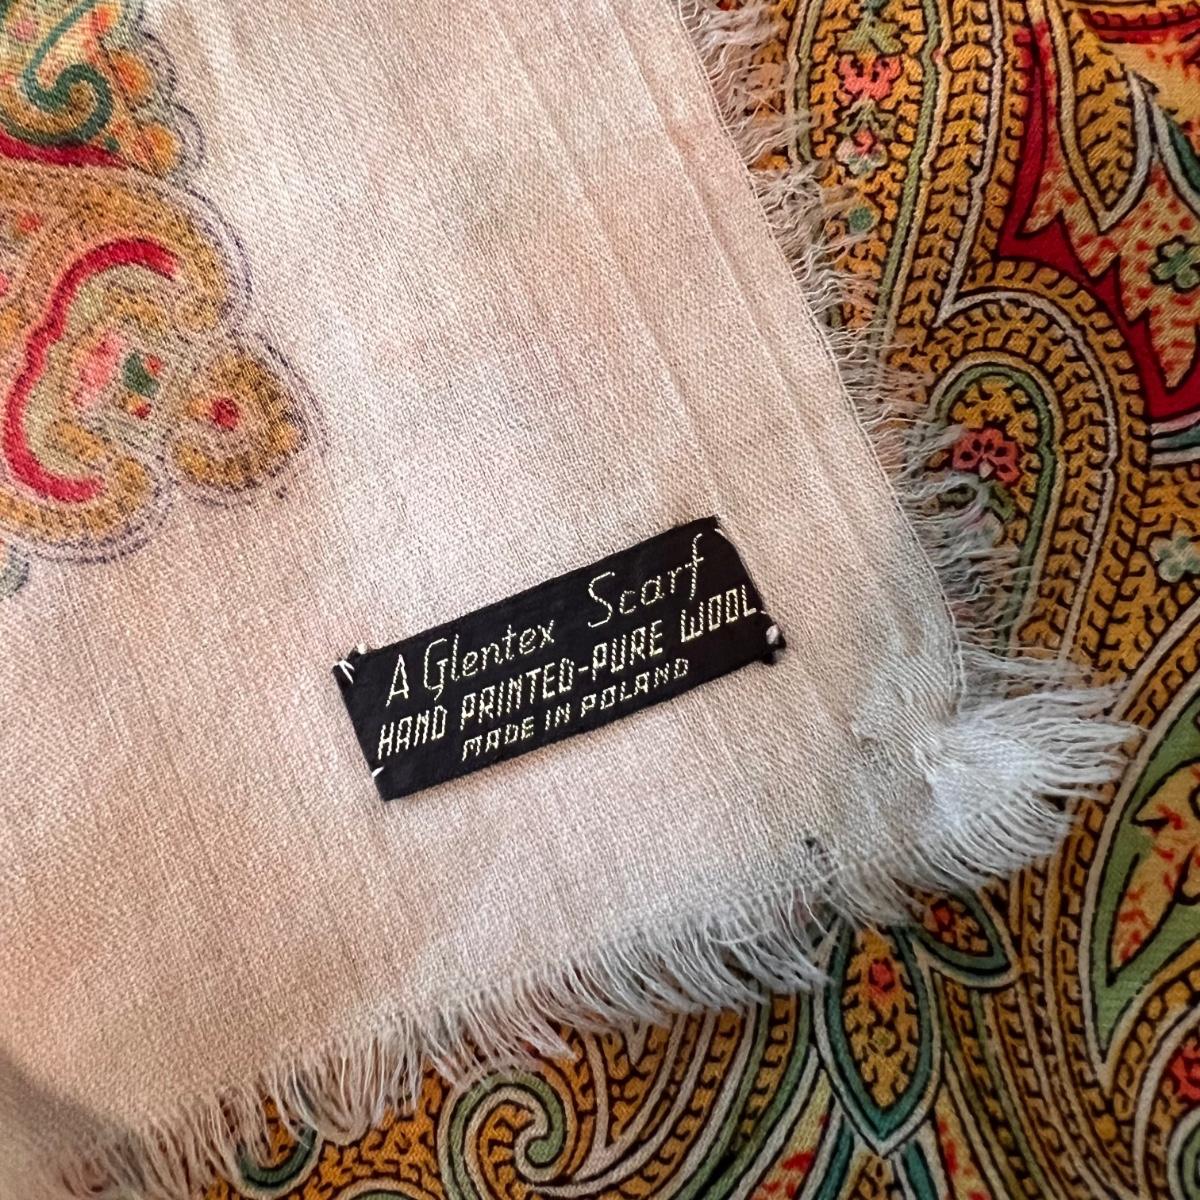 A Glentex Scarf
HAND PRINTED-PURE WOOL
MADE IN POLAND